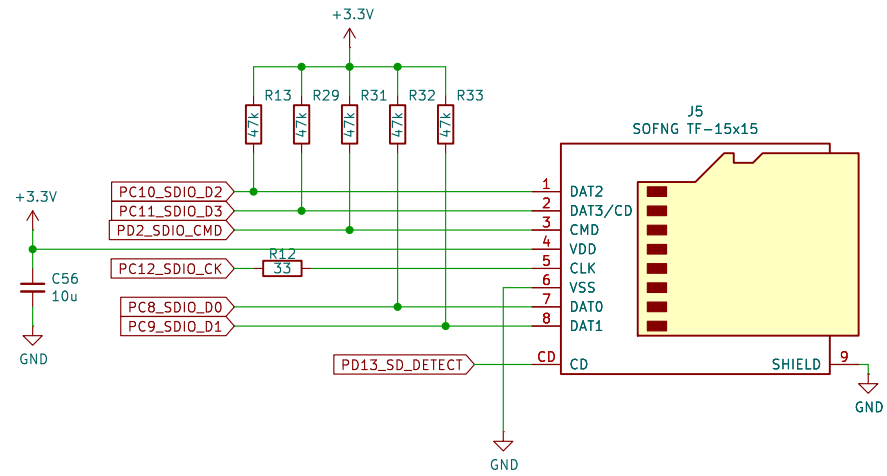 +3.3V
R13 R29 R31 R32 R33
47k 47k 47k 47k 47k
J5
SOFNG TF-15x15
PC10_SDIO_D2 1 DAT2
+3.3V
PC11_SDIO_D3 2 DAT3/CD
PD2_SDIO_CMD 3 CMD
4 VDD
R12
PC12_SDIO_CK 33 5 CLK
C56
10u
6 VSS
PC8_SDIO_D0 7 DAT0
PC9_SDIO_D1 8 DAT1
GND
PD13_SD_DETECT CD CD SHIELD 9
GND
GND